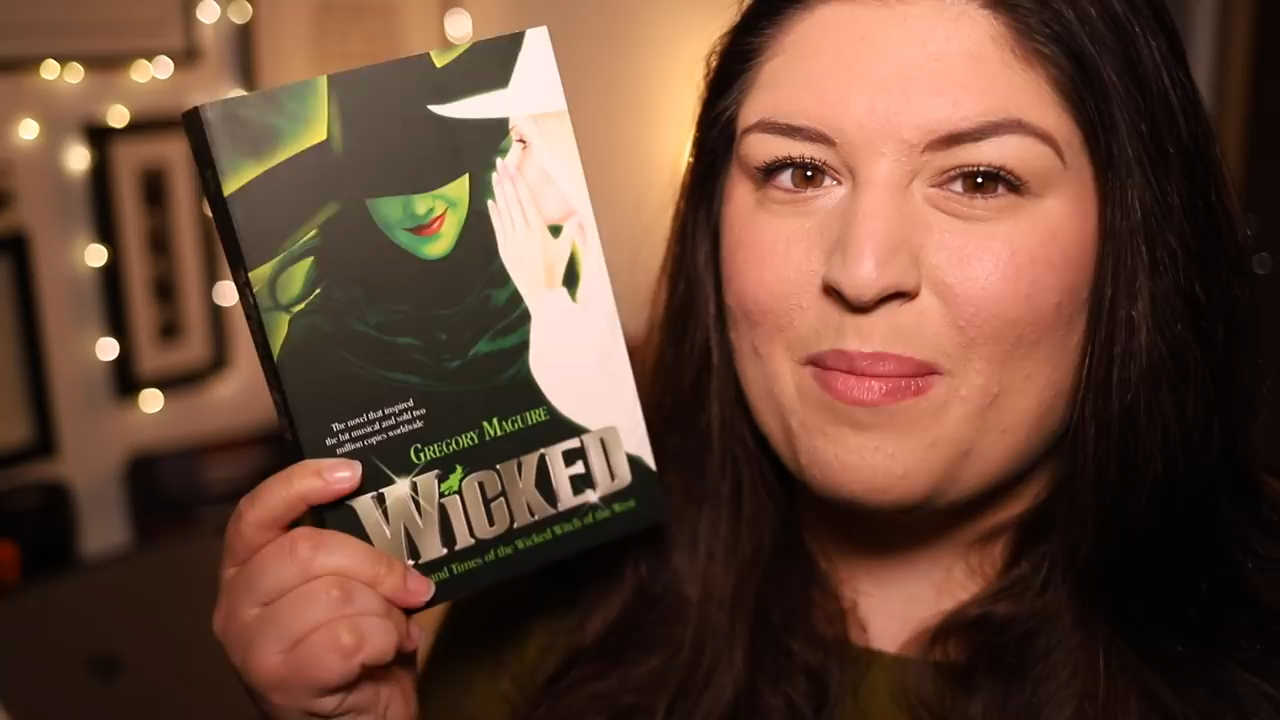 The novel that inspired
the hit musical and sold two
million copies worldwide
GREGORY MAGUIRE
WICKED
and Times of the Wicked Witch of the West